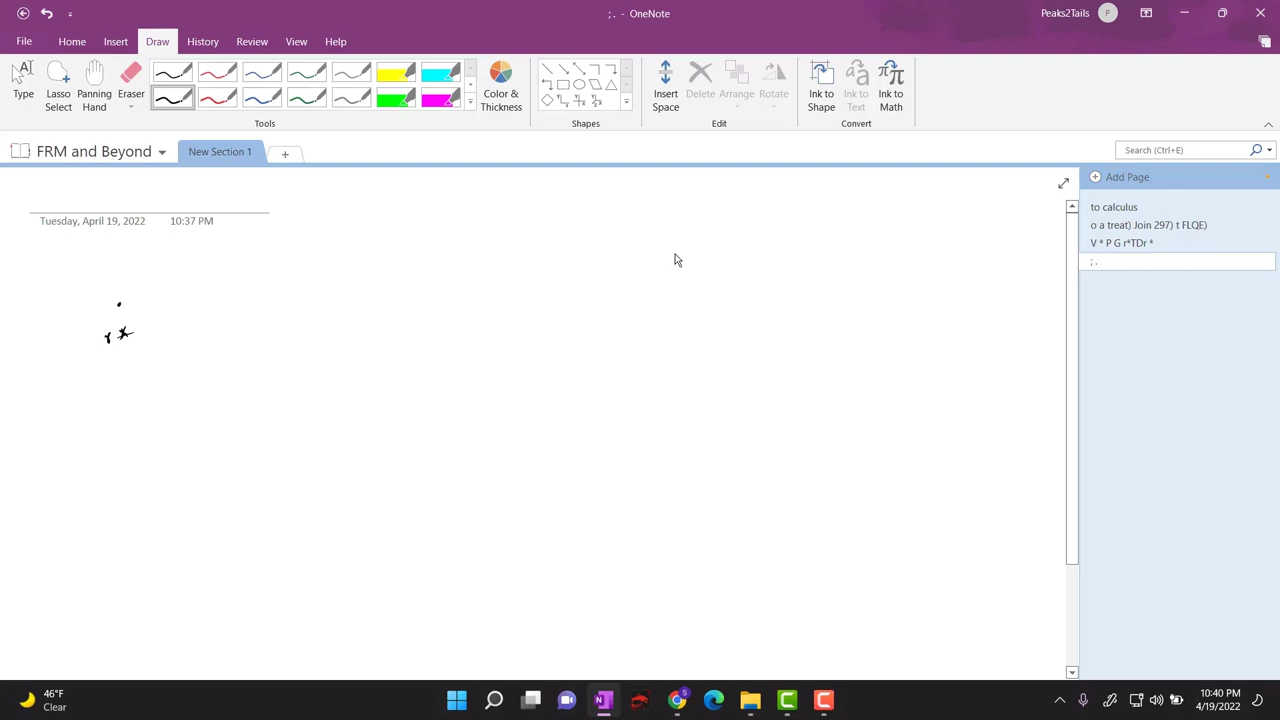 ;. - OneNote
Peaks2Tails P
File Home Insert Draw History Review View Help
Type
Lasso Select
Panning Hand
Eraser
Color & Thickness
Insert Space
Delete
Arrange
Rotate
Ink to Shape
Ink to Text
Ink to Math
Tools Shapes Edit Convert
FRM and Beyond
New Section 1
Search (Ctrl+E)
Add Page
to calculus
o a treat) Join 297) t FLQE)
V * P G r*TDr *
;.
Tuesday, April 19, 2022 10:37 PM
r*
46°F
Clear
10:40 PM
4/19/2022